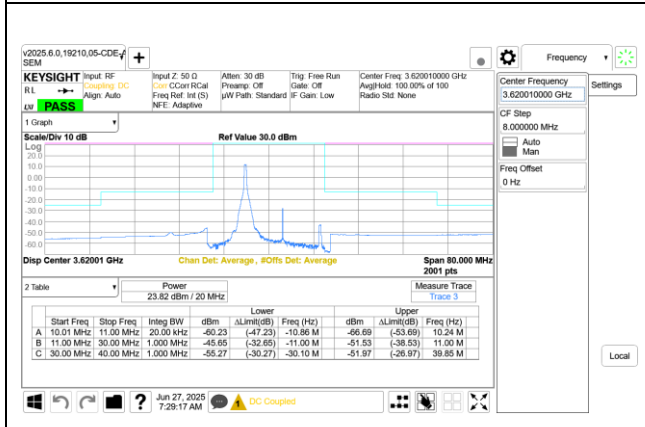 v2025.6.0,19210,05-CDE-
SEM
+
Frequency
KEYSIGHT
RL
PASS
Input: RF
Coupling: DC
Align: Auto
Input Z: 50 Ω
Corr CCorr RCal
Freq Ref: Int (S)
NFE: Adaptive
Atten: 30 dB
Preamp: Off
µW Path: Standard
Trig: Free Run
Gate: Off
IF Gain: Low
Center Freq: 3.620010000 GHz
Avg|Hold: 100.00% of 100
Radio Std: None
Center Frequency
3.620010000 GHz
Settings
CF Step
8.000000 MHz
Auto
Man
Freq Offset
0 Hz
1 Graph
Scale/Div 10 dB
Ref Value 30.0 dBm
Log
20.0
10.0
0.00
-10.0
-20.0
-30.0
-40.0
-50.0
-60.0
Disp Center 3.62001 GHz
Chan Det: Average, #Offs Det: Average
Span 80.000 MHz
2001 pts
2 Table
Power
23.82 dBm / 20 MHz
Measure Trace
Trace 3
Lower Upper
Start Freq Stop Freq Integ BW dBm ΔLimit(dB) Freq (Hz) dBm ΔLimit(dB) Freq (Hz)
A 10.01 MHz 11.00 MHz 20.00 kHz -60.23 (-47.23) -10.86 M -66.69 (-53.69) 10.24 M
B 11.00 MHz 30.00 MHz 1.000 MHz -45.65 (-32.65) -11.00 M -51.53 (-38.53) 11.00 M
C 30.00 MHz 40.00 MHz 1.000 MHz -55.27 (-30.27) -30.10 M -51.97 (-26.97) 39.85 M
Local
?
Jun 27, 2025
7:29:17 AM
DC Coupled